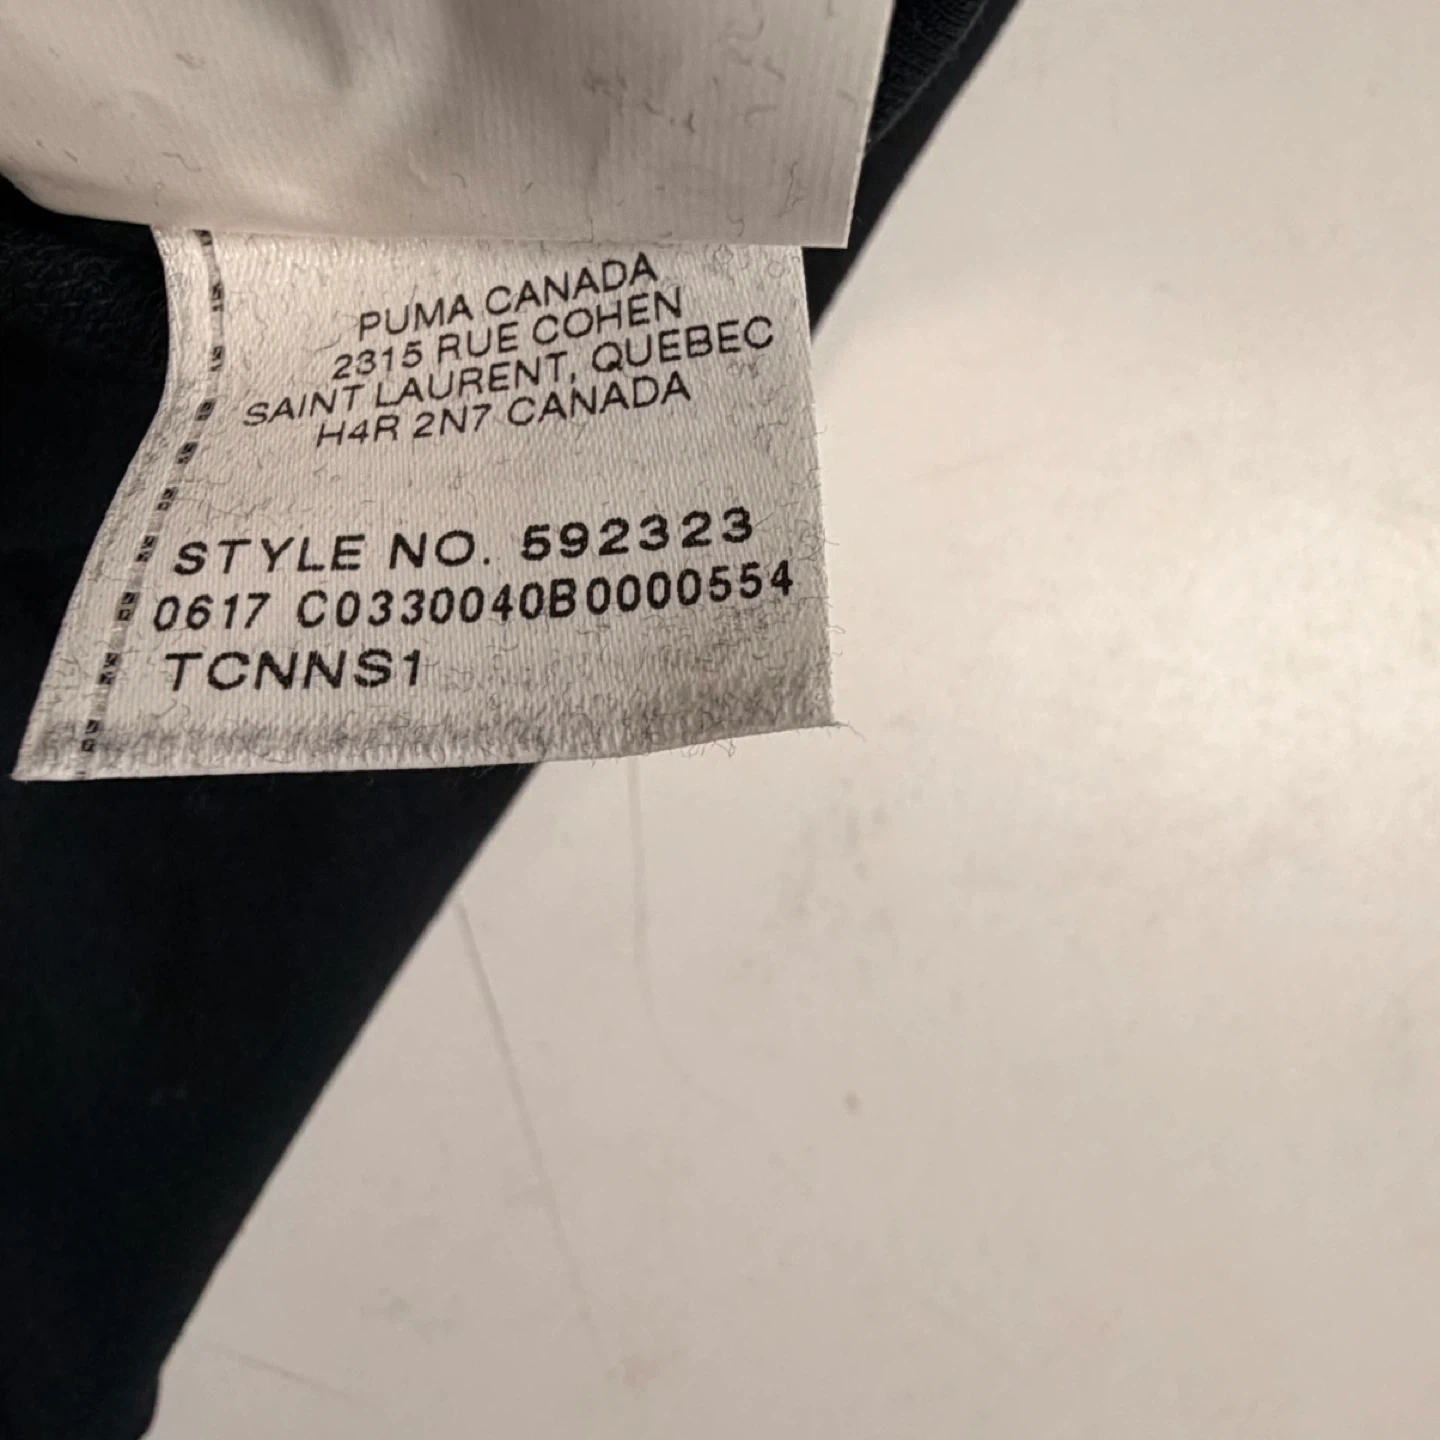 PUMA CANADA
2315 RUE COHEN
SAINT LAURENT, QUEBEC
H4R 2N7 CANADA
STYLE NO. 592323
0617 C0330040B0000554
TCNNS1